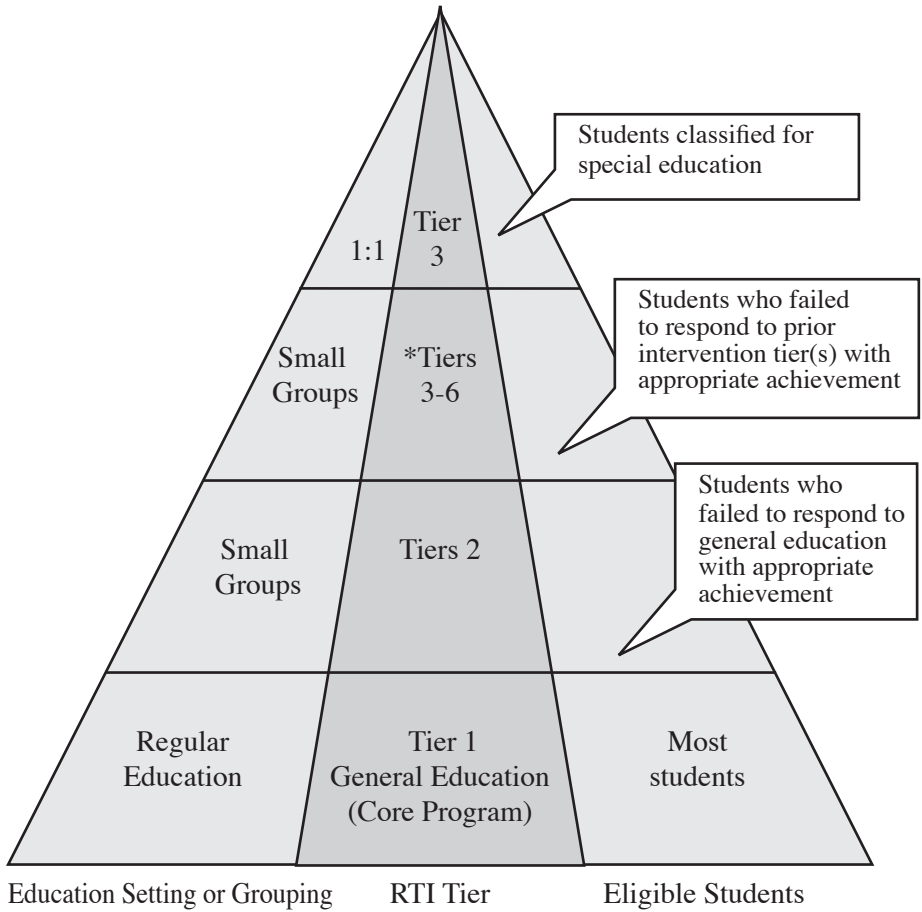 Students classified for
special education
Tier
3
1:1
Students who failed
to respond to prior
intervention tier(s) with
appropriate achievement
Small
Groups
*Tiers
3-6
Students who
failed to respond to
general education
with appropriate
achievement
Small
Groups
Tiers 2
Regular
Education
Tier 1
General Education
(Core Program)
Most
students
Education Setting or Grouping
RTI Tier
Eligible Students